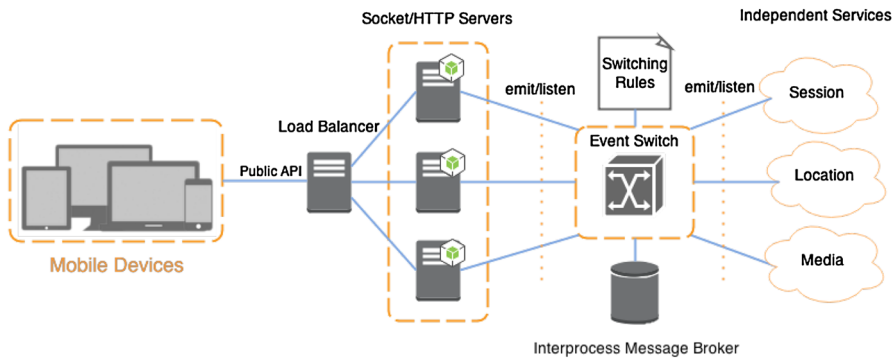 Socket/HTTP Servers
Independent Services
Switching
Rules
emit/listen
emit/listen
Session
Load Balancer
Event Switch
Public API
Location
Mobile Devices
Media
Interprocess Message Broker